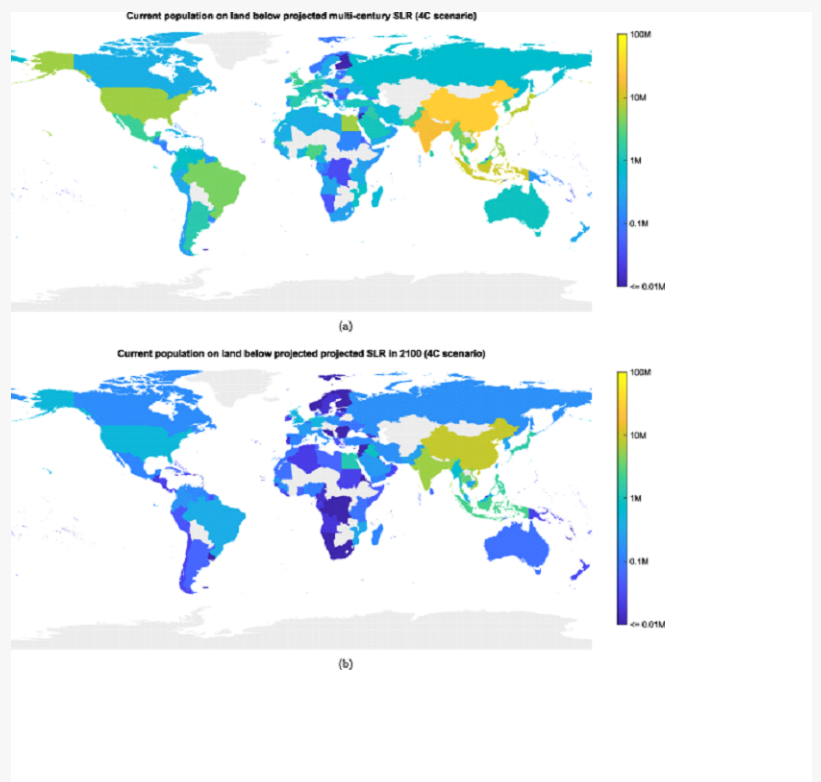 Current population on land below projected multi-century SLR (4C scenario)
100M
10M
1M
0.1M
<= 0.01M
(a)
Current population on land below projected projected SLR in 2100 (4C scenario)
100M
10M
1M
0.1M
<= 0.01M
(b)